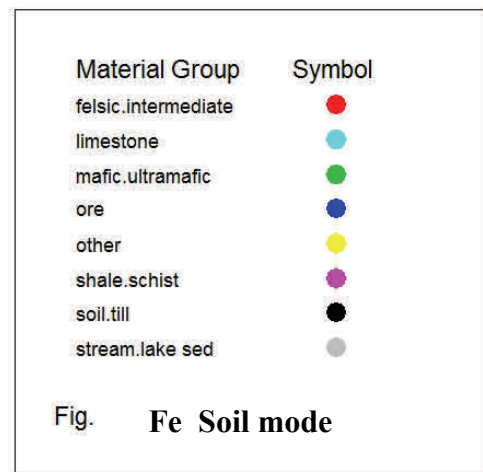 Material Group Symbol
felsic.intermediate
limestone
mafic.ultramafic
ore
other
shale.schist
soil.till
stream.lake sed
Fig. Fe Soil mode